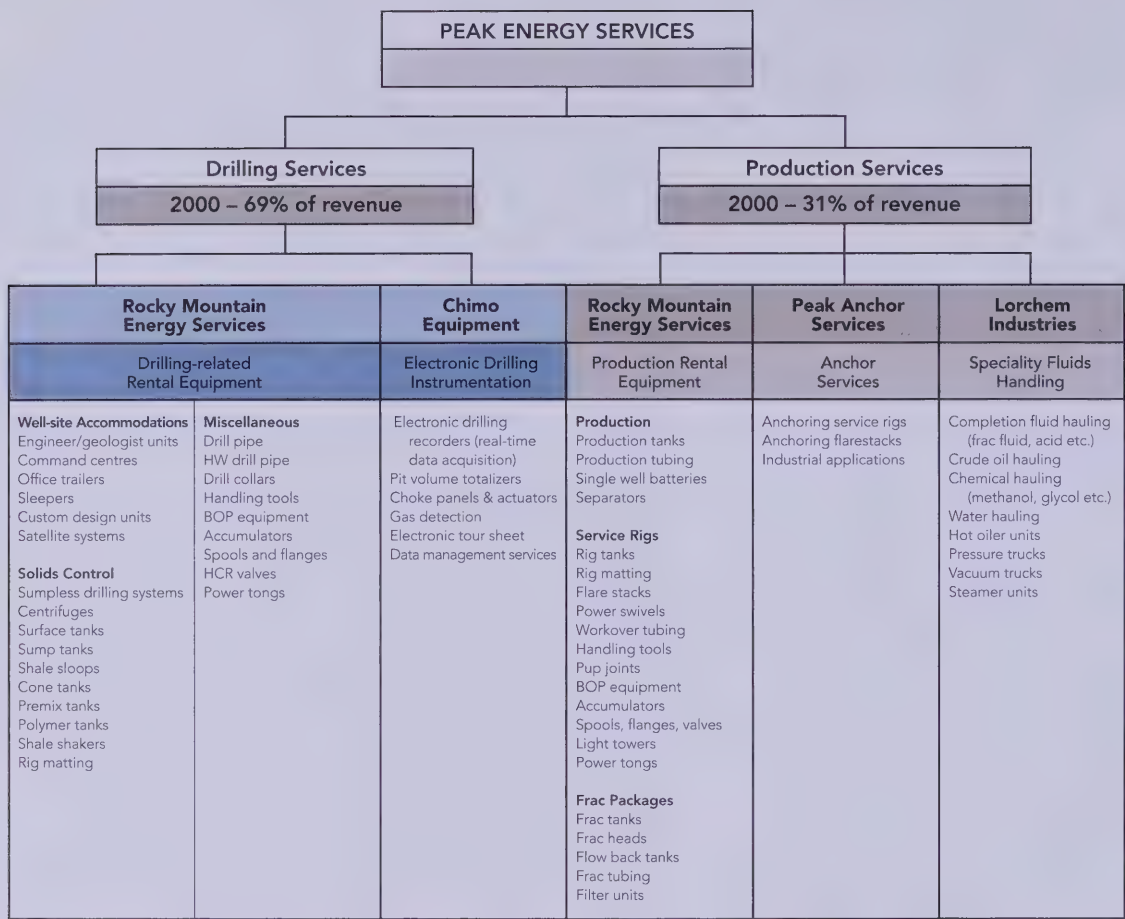 PEAK ENERGY SERVICES
Drilling Services
2000 – 69% of revenue
Production Services
2000 – 31% of revenue
Rocky Mountain
Energy Services
Drilling-related
Rental Equipment
Well-site Accommodations
Engineer/geologist units
Command centres
Office trailers
Sleepers
Custom design units
Satellite systems
Solids Control
Sumpless drilling systems
Centrifuges
Surface tanks
Sump tanks
Shale sloops
Cone tanks
Premix tanks
Polymer tanks
Shale shakers
Rig matting
Miscellaneous
Drill pipe
HW drill pipe
Drill collars
Handling tools
BOP equipment
Accumulators
Spools and flanges
HCR valves
Power tongs
Chimo
Equipment
Electronic Drilling
Instrumentation
Electronic drilling
recorders (real-time
data acquisition)
Pit volume totalizers
Choke panels & actuators
Gas detection
Electronic tour sheet
Data management services
Rocky Mountain
Energy Services
Production Rental
Equipment
Production
Production tanks
Production tubing
Single well batteries
Separators
Service Rigs
Rig tanks
Rig matting
Flare stacks
Power swivels
Workover tubing
Handling tools
Pup joints
BOP equipment
Accumulators
Spools, flanges, valves
Light towers
Power tongs
Frac Packages
Frac tanks
Frac heads
Flow back tanks
Frac tubing
Filter units
Peak Anchor
Services
Anchor
Services
Anchoring service rigs
Anchoring flarestacks
Industrial applications
Lorchem
Industries
Speciality Fluids
Handling
Completion fluid hauling
(frac fluid, acid etc.)
Crude oil hauling
Chemical hauling
(methanol, glycol etc.)
Water hauling
Hot oiler units
Pressure trucks
Vacuum trucks
Steamer units